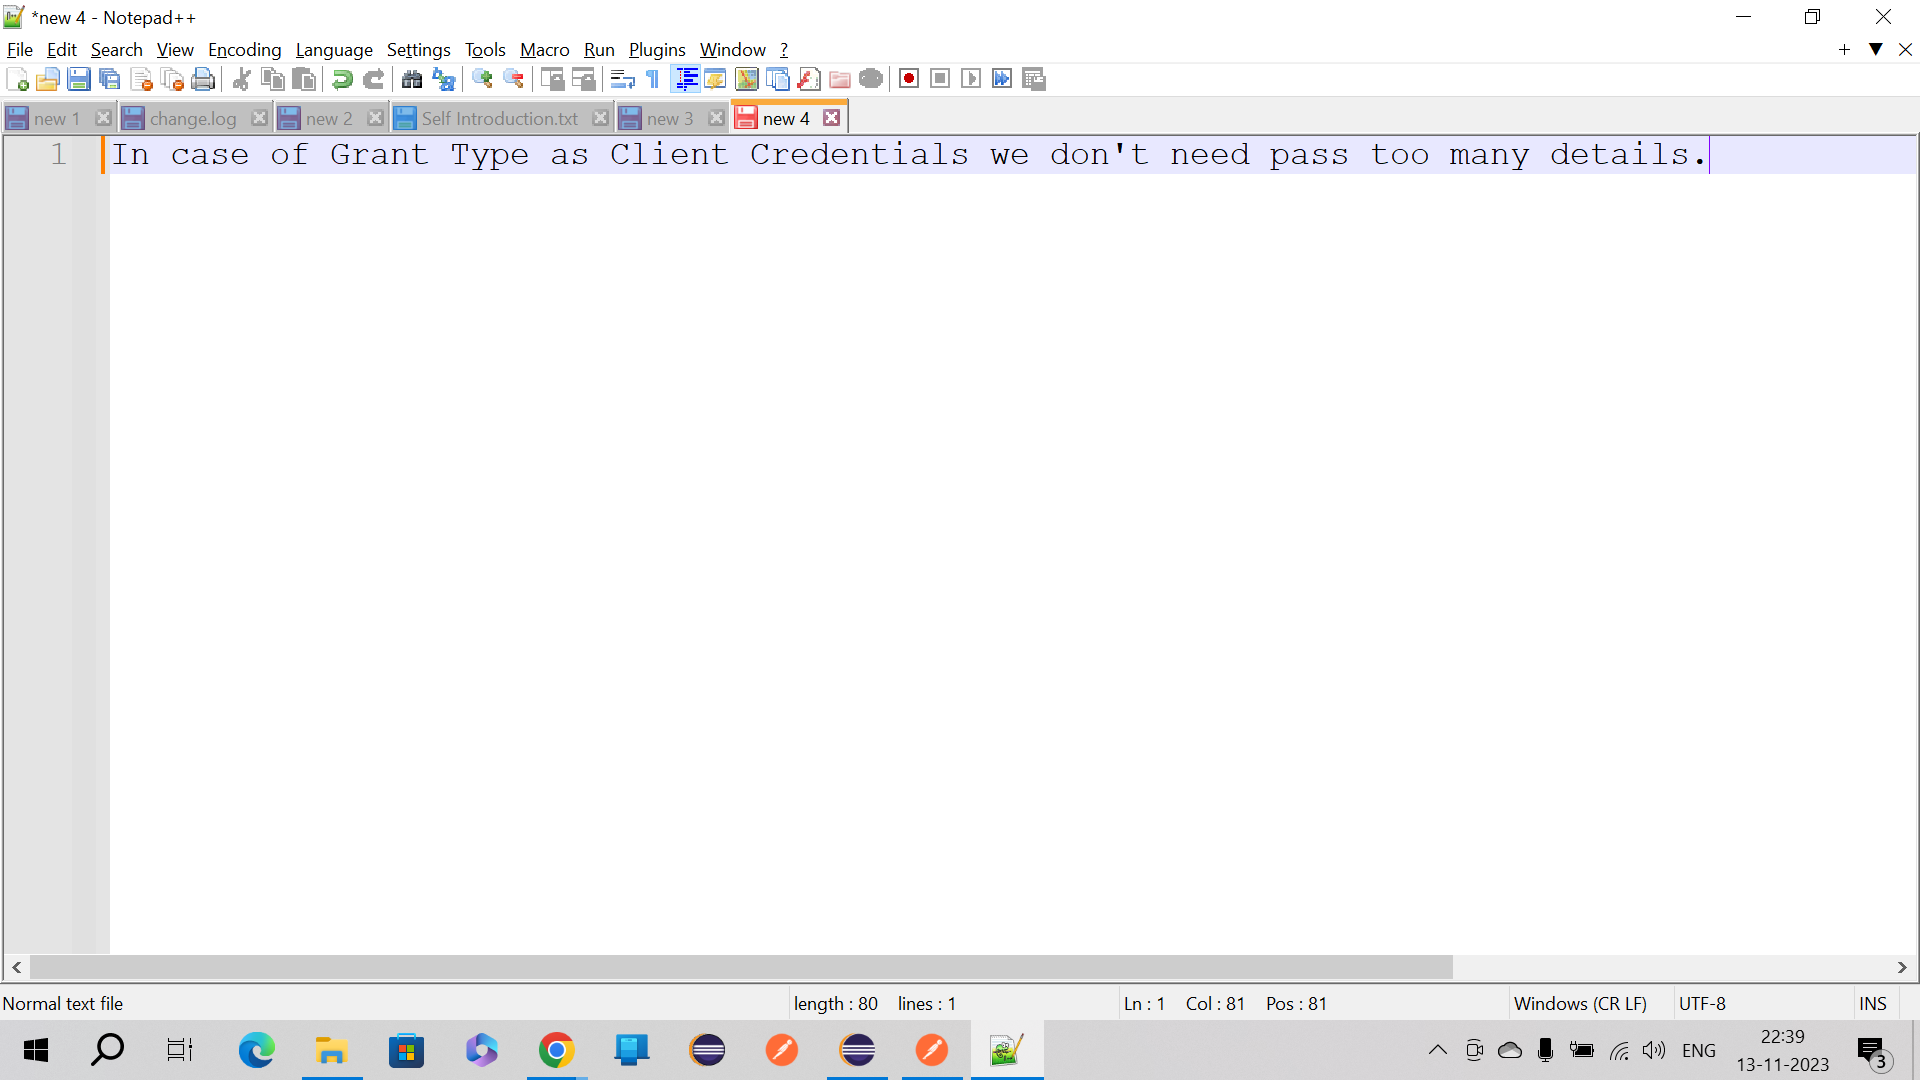 *new 4 - Notepad++
File Edit Search View Encoding Language Settings Tools Macro Run Plugins Window ?
new 1 change.log new 2 Self Introduction.txt new 3 new 4
1 In case of Grant Type as Client Credentials we don't need pass too many details.
Normal text file length : 80 lines : 1 Ln : 1 Col : 81 Pos : 81 Windows (CR LF) UTF-8 INS
ENG 22:39
13-11-2023 3